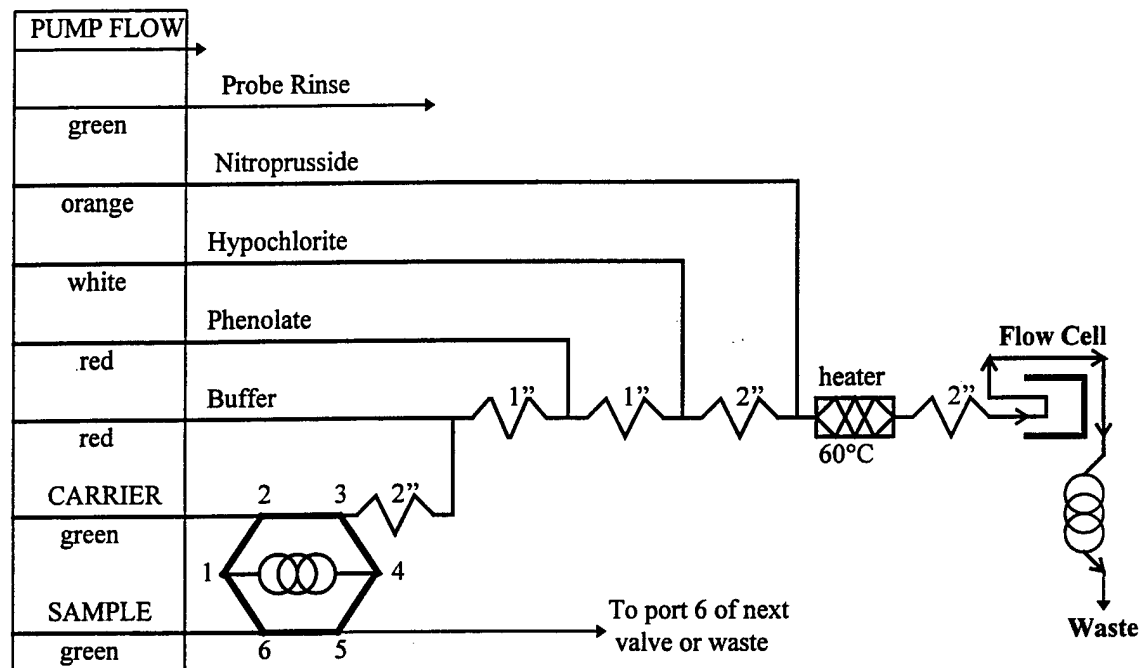 PUMP FLOW
Probe Rinse
green
Nitroprusside
orange
Hypochlorite
white
Phenolate
red
Flow Cell
heater
Buffer
1”
1”
2”
2”
red
60°C
CARRIER
2
3
2”
green
1
4
SAMPLE
To port 6 of next
valve or waste
Waste
green
6
5